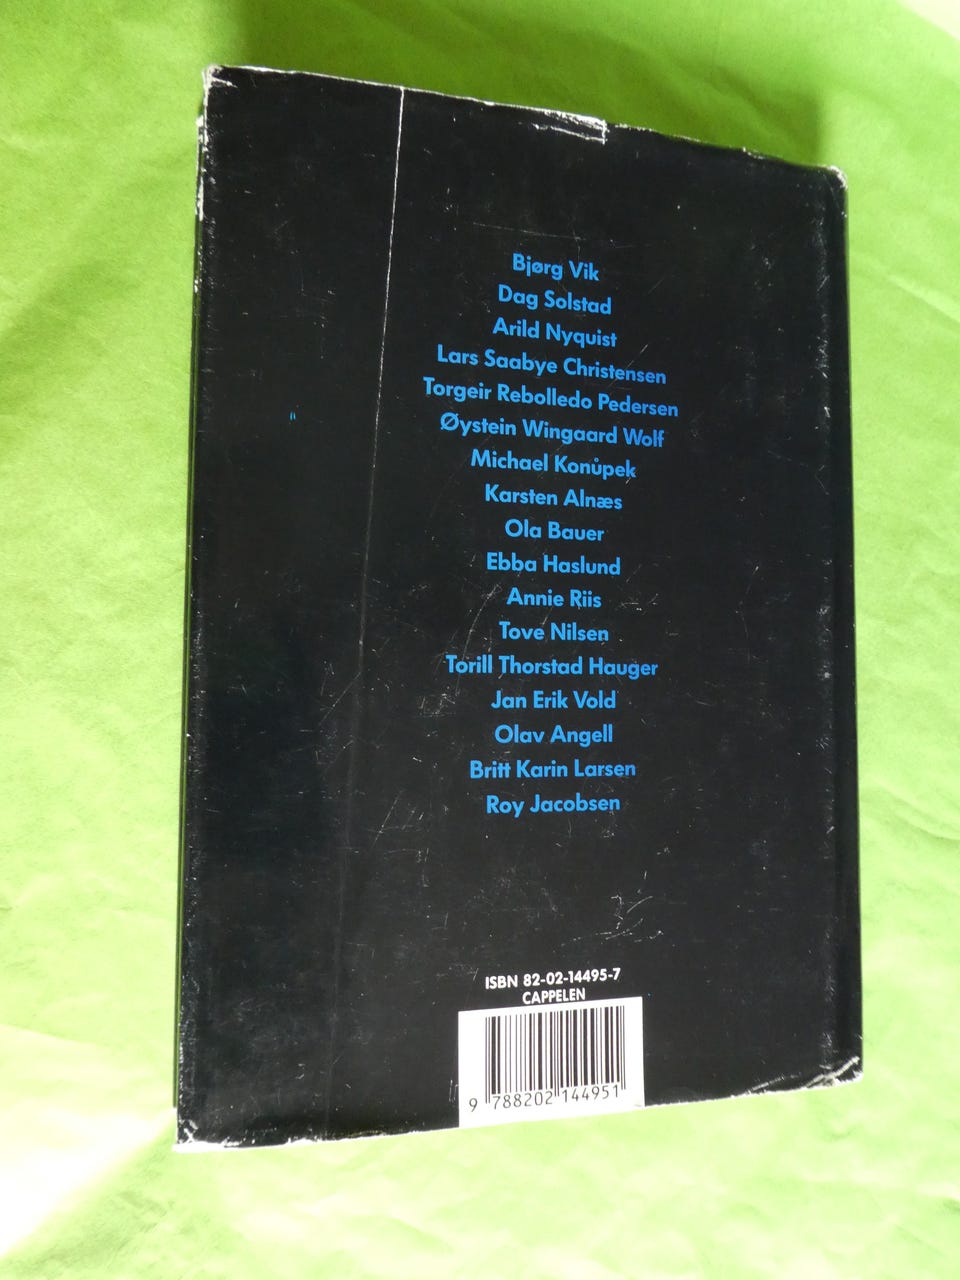 Bjørg Vik
Dag Solstad
Arild Nyquist
Lars Saabye Christensen
Torgeir Rebolledo Pedersen
Øystein Wingaard Wolf
Michael Konůpek
Karsten Alnæs
Ola Bauer
Ebba Haslund
Annie Riis
Tove Nilsen
Torill Thorstad Hauger
Jan Erik Vold
Olav Angell
Britt Karin Larsen
Roy Jacobsen
ISBN 82-02-14495-7
CAPPELEN
9 788202 144951